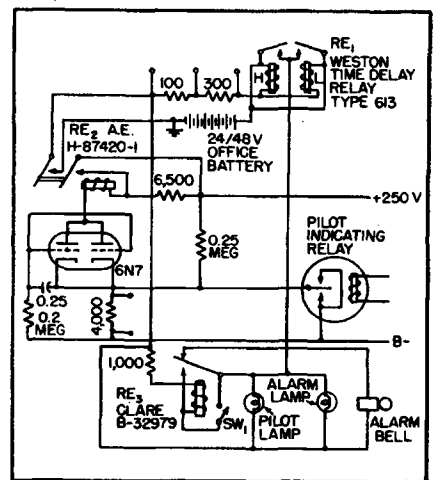 RE1
WESTON
TIME DELAY
RELAY
TYPE 613
100
300
H
L
RE2 A.E.
H-87420-1
24/48 V
OFFICE
BATTERY
6,500
+250 V
PILOT
INDICATING
RELAY
0.25
MEG
6N7
0.25
0.2
MEG
4,000
B-
1,000
RE3
CLARE
B-32979
SW1
ALARM
LAMP
PILOT
LAMP
ALARM
BELL